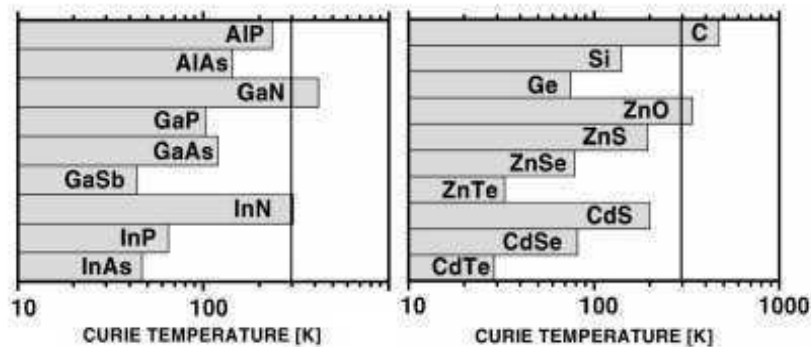 AlP
AlAs
GaN
GaP
GaAs
GaSb
InN
InP
InAs
10 100
CURIE TEMPERATURE [K]
C
Si
Ge
ZnO
ZnS
ZnSe
ZnTe
CdS
CdSe
CdTe
10 100 1000
CURIE TEMPERATURE [K]